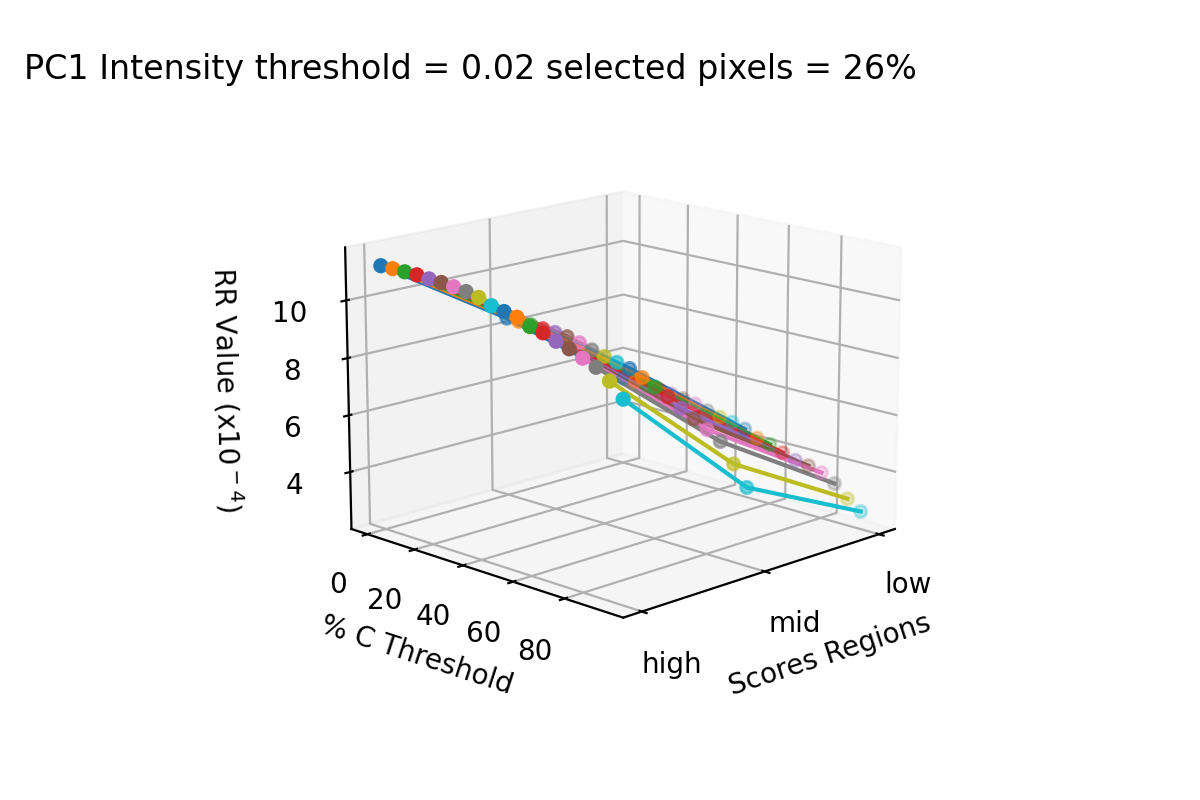 PC1 Intensity threshold = 0.02 selected pixels = 26%
RR Value (x10⁻⁴)
10
8
6
4
0
20
40
60
80
% C Threshold
low
mid
high
Scores Regions